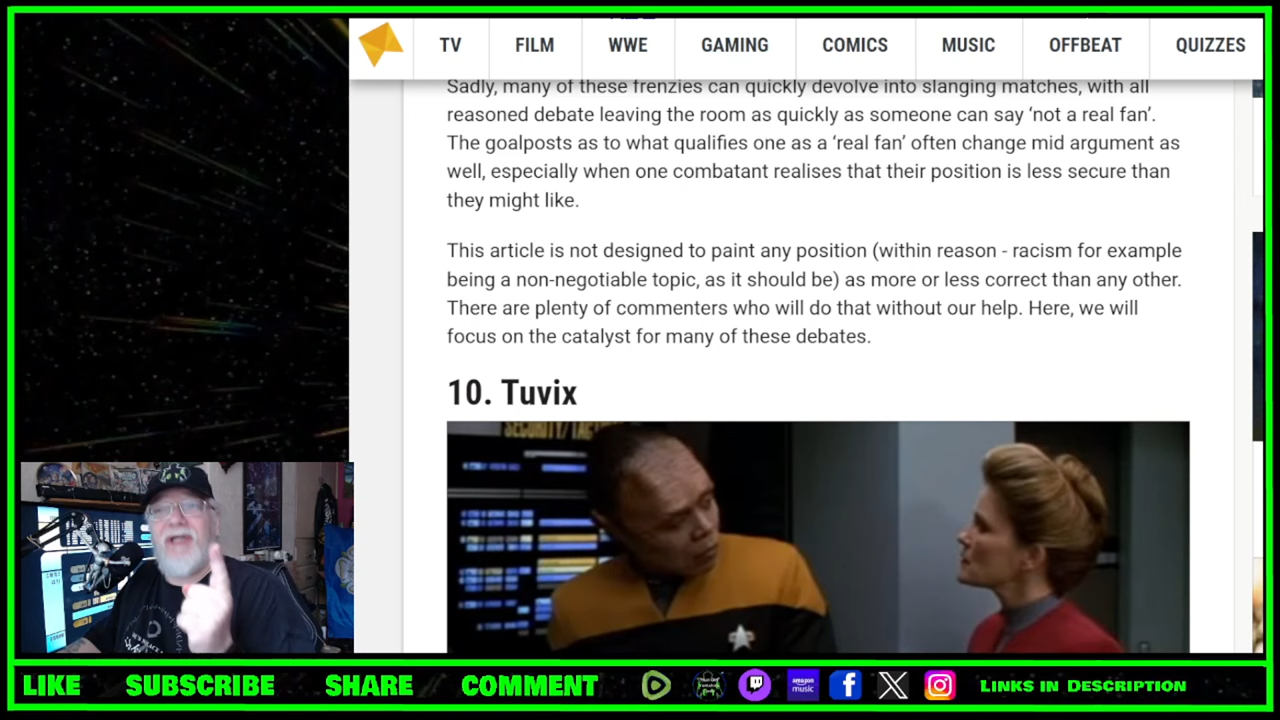 TV FILM WWE GAMING COMICS MUSIC OFFBEAT QUIZZES
Sadly, many of these frenzies can quickly devolve into slanging matches, with all
reasoned debate leaving the room as quickly as someone can say ‘not a real fan’.
The goalposts as to what qualifies one as a ‘real fan’ often change mid argument as
well, especially when one combatant realises that their position is less secure than
they might like.
This article is not designed to paint any position (within reason - racism for example
being a non-negotiable topic, as it should be) as more or less correct than any other.
There are plenty of commenters who will do that without our help. Here, we will
focus on the catalyst for many of these debates.
10. Tuvix
LIKE SUBSCRIBE SHARE COMMENT amazon music LINKS IN DESCRIPTION